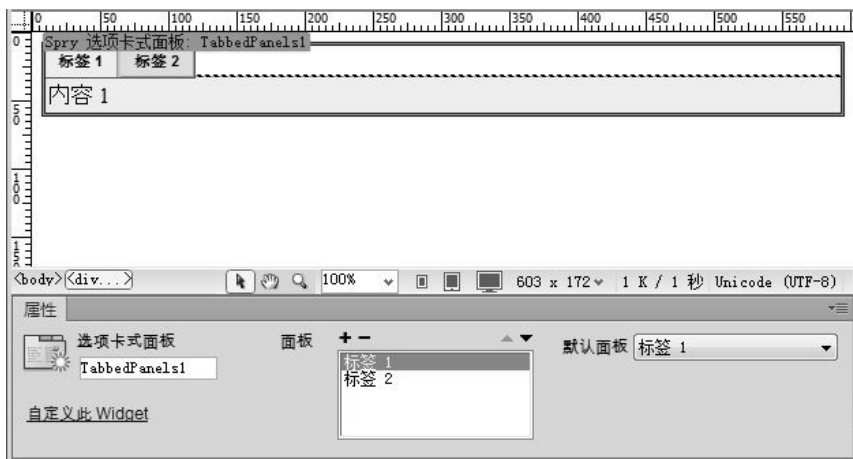 0 50 100 150 200 250 300 350 400 450 500 550
0
Spry 选项卡式面板: TabbedPanels1
标签 1 标签 2
内容 1
50
100
<body> <div...> 100% 603 x 172 1 K / 1 秒 Unicode (UTF-8)
属性
选项卡式面板 面板 + − 默认面板 标签 1
TabbedPanels1
标签 1
标签 2
自定义此 Widget